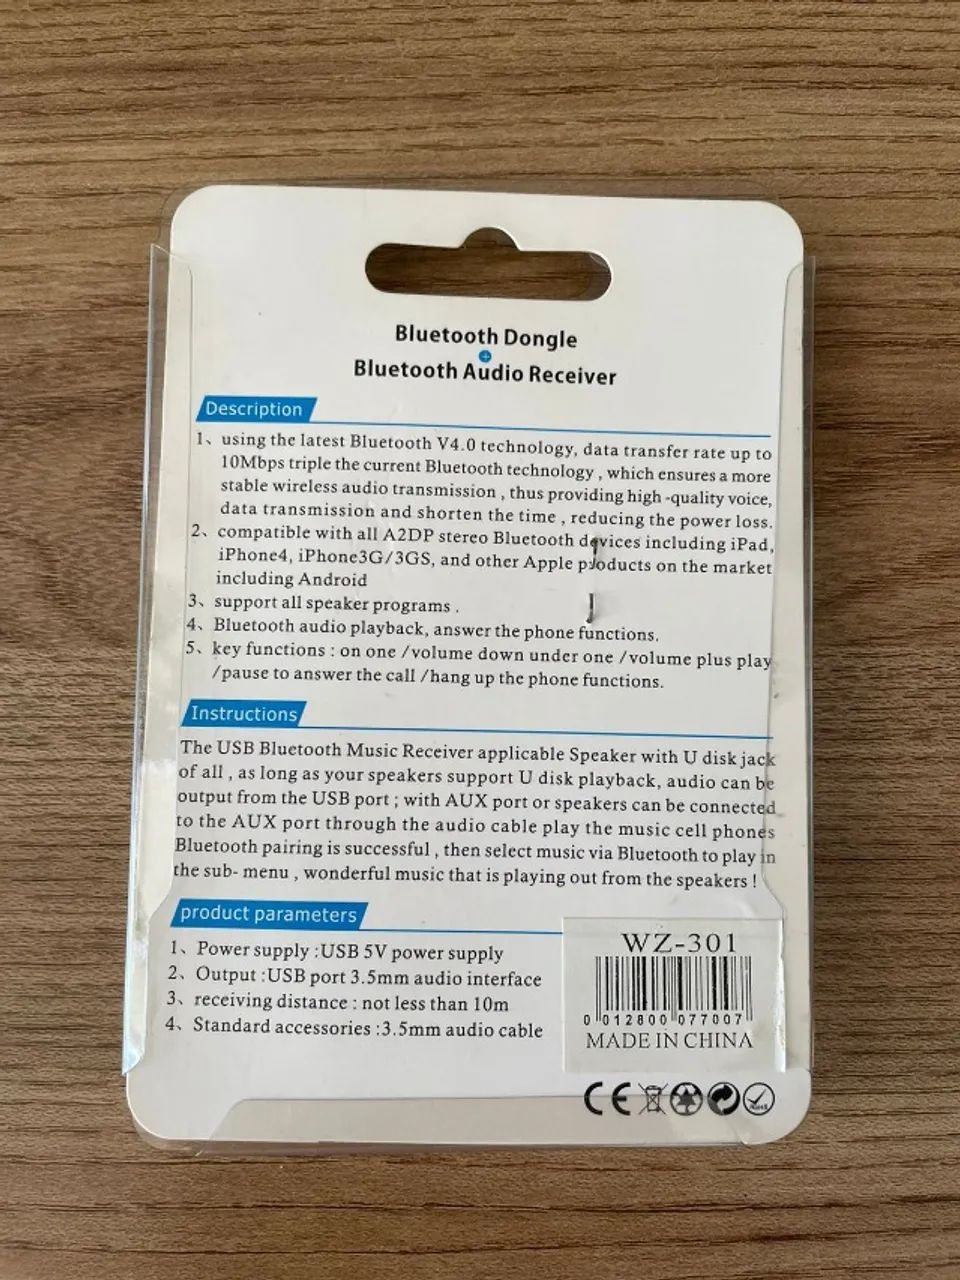 Bluetooth Dongle
+
Bluetooth Audio Receiver
Description
1、using the latest Bluetooth V4.0 technology, data transfer rate up to
10Mbps triple the current Bluetooth technology , which ensures a more
stable wireless audio transmission , thus providing high -quality voice,
data transmission and shorten the time , reducing the power loss.
2、compatible with all A2DP stereo Bluetooth devices including iPad,
iPhone4, iPhone3G/3GS, and other Apple products on the market
including Android
3、support all speaker programs .
4、Bluetooth audio playback, answer the phone functions.
5、key functions : on one /volume down under one /volume plus play
/pause to answer the call /hang up the phone functions.
Instructions
The USB Bluetooth Music Receiver applicable Speaker with U disk jack
of all , as long as your speakers support U disk playback, audio can be
output from the USB port ; with AUX port or speakers can be connected
to the AUX port through the audio cable play the music cell phones
Bluetooth pairing is successful , then select music via Bluetooth to play in
the sub- menu , wonderful music that is playing out from the speakers !
product parameters
1、Power supply :USB 5V power supply
2、Output :USB port 3.5mm audio interface
3、receiving distance : not less than 10m
4、Standard accessories :3.5mm audio cable
WZ-301
0 012800 077007
MADE IN CHINA
CE RoHS